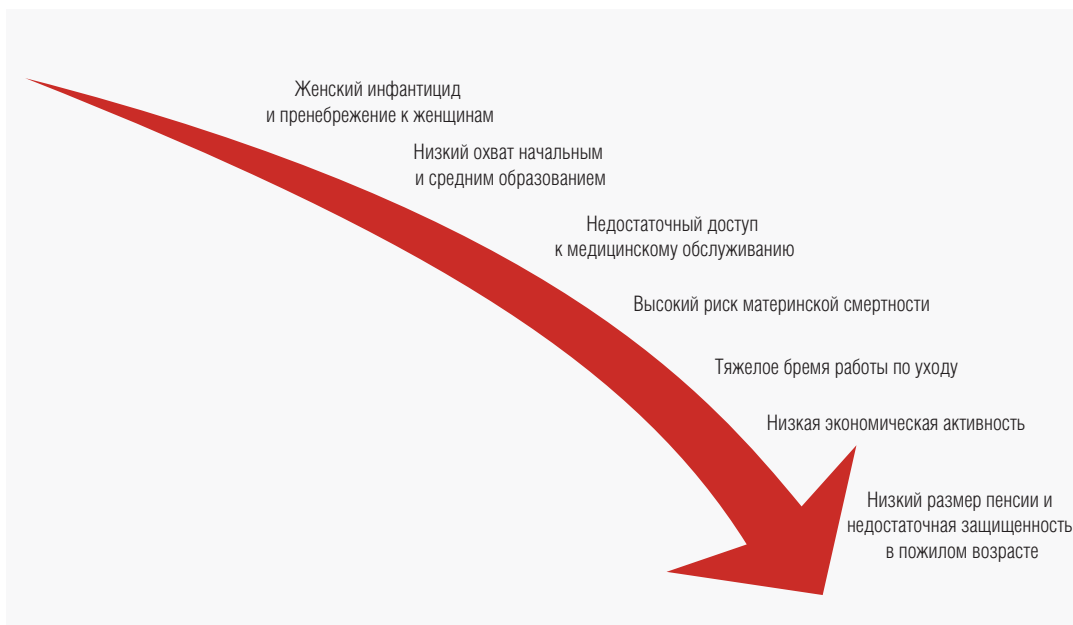 Женский инфантицид
и пренебрежение к женщинам
Низкий охват начальным
и средним образованием
Недостаточный доступ
к медицинскому обслуживанию
Высокий риск материнской смертности
Тяжелое бремя работы по уходу
Низкая экономическая активность
Низкий размер пенсии и
недостаточная защищенность
в пожилом возрасте